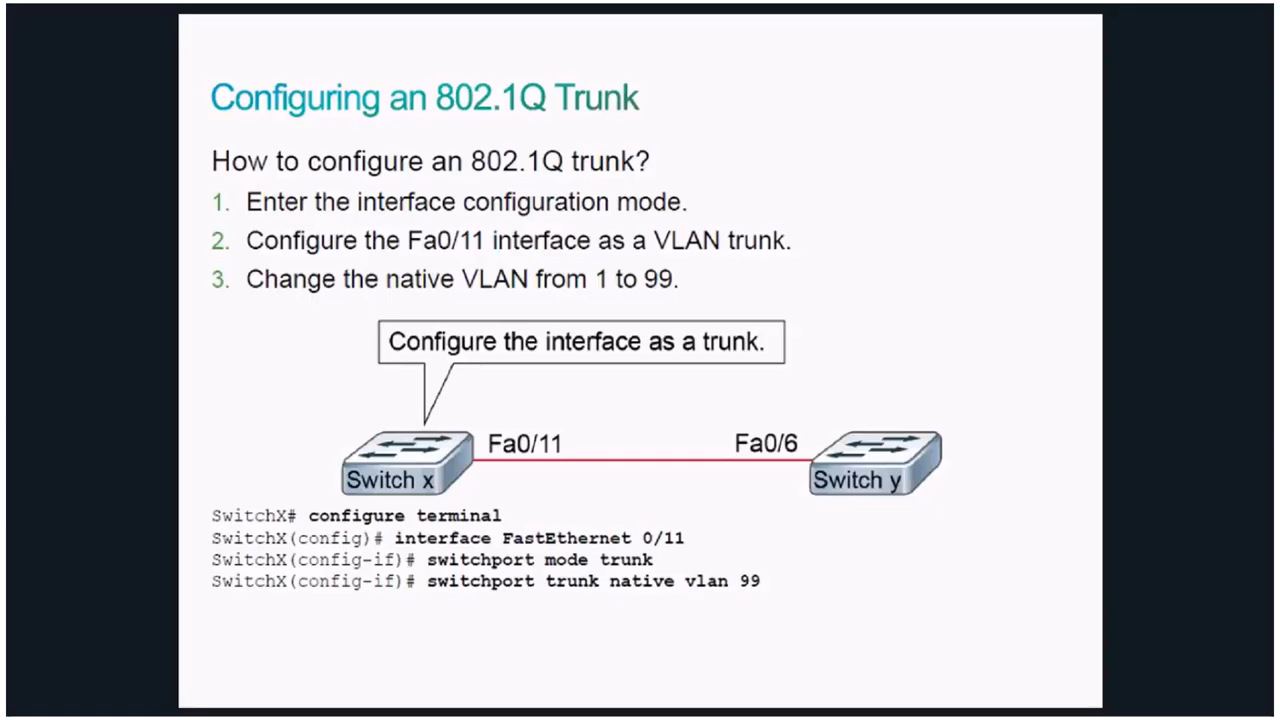 Configuring an 802.1Q Trunk
How to configure an 802.1Q trunk?
1. Enter the interface configuration mode.
2. Configure the Fa0/11 interface as a VLAN trunk.
3. Change the native VLAN from 1 to 99.
Configure the interface as a trunk.
Fa0/11 Fa0/6
Switch x Switch y
SwitchX# configure terminal
SwitchX(config)# interface FastEthernet 0/11
SwitchX(config-if)# switchport mode trunk
SwitchX(config-if)# switchport trunk native vlan 99